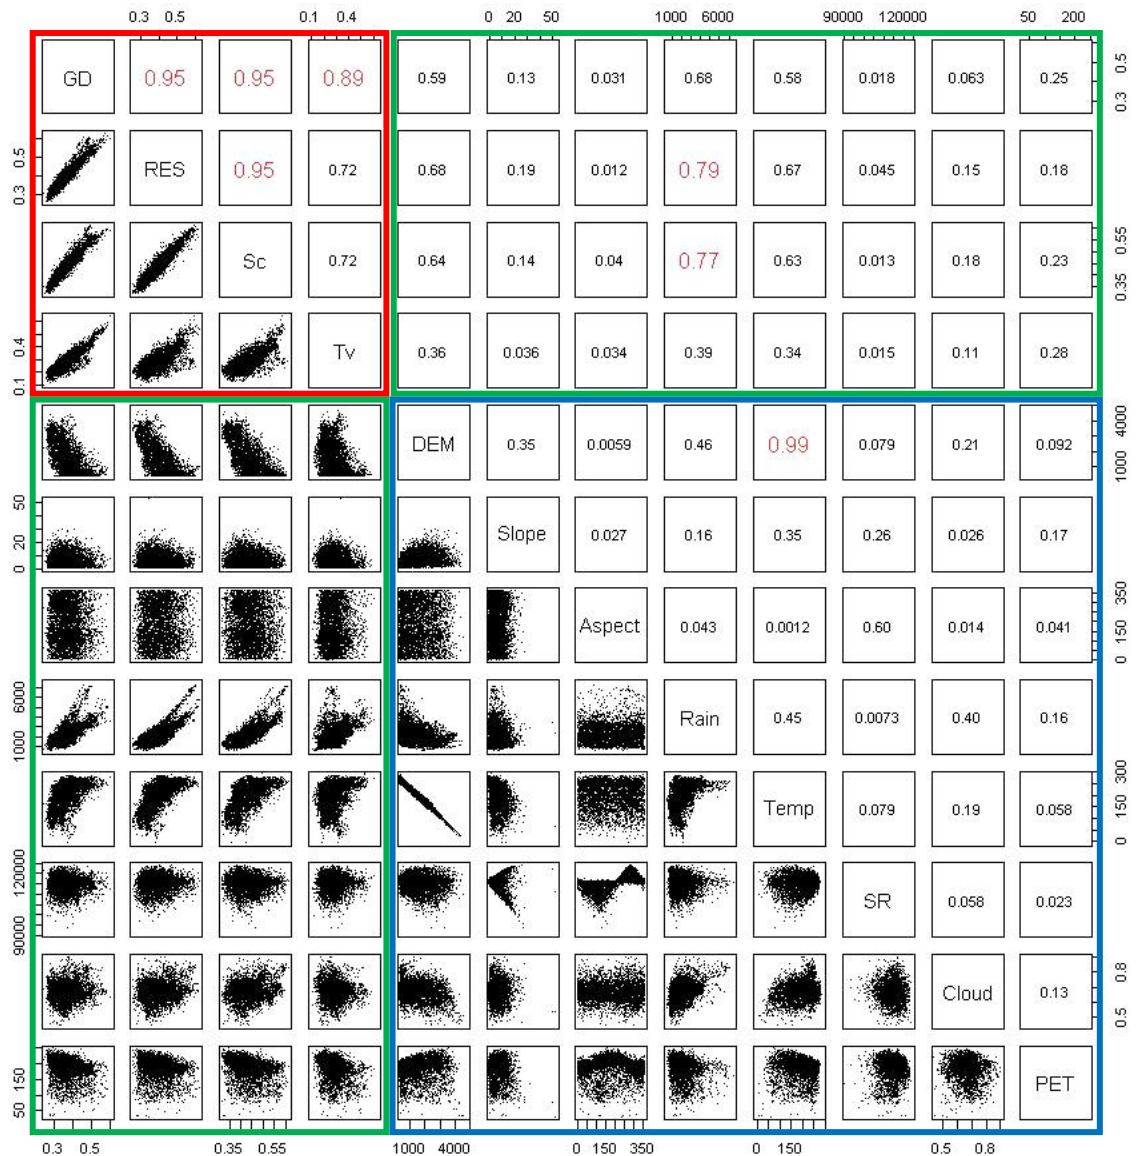 0.3 0.5 0.1 0.4 0 20 50 1000 6000 90000 120000 50 200
GD 0.95 0.95 0.89 0.59 0.13 0.031 0.68 0.58 0.018 0.063 0.25 0.3 0.5
0.3 0.5 RES 0.95 0.72 0.68 0.19 0.012 0.79 0.67 0.045 0.15 0.18
Sc 0.72 0.64 0.14 0.04 0.77 0.63 0.013 0.18 0.23 0.35 0.55
0.1 0.4 Tv 0.36 0.036 0.034 0.39 0.34 0.015 0.11 0.28
DEM 0.35 0.0059 0.46 0.99 0.079 0.21 0.092 1000 4000
0 20 50 Slope 0.027 0.16 0.35 0.26 0.026 0.17
Aspect 0.043 0.0012 0.60 0.014 0.041 0 150 350
1000 6000 Rain 0.45 0.0073 0.40 0.16
Temp 0.079 0.19 0.058 0 150 300
90000 120000 SR 0.058 0.023
Cloud 0.13 0.5 0.8
50 150 PET
0.3 0.5 0.35 0.55 1000 4000 0 150 350 0 150 0.5 0.8